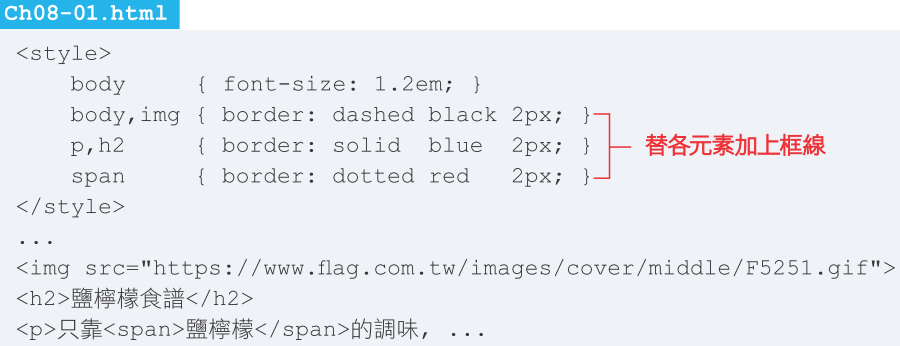 Ch08-01.html
<style>
body { font-size: 1.2em; }
body,img { border: dashed black 2px; }
p,h2 { border: solid blue 2px; }
替各元素加上框線
span { border: dotted red 2px; }
</style>
...
<img src="https://www.flag.com.tw/images/cover/middle/F5251.gif">
<h2>鹽檸檬食譜</h2>
<p>只靠<span>鹽檸檬</span>的調味, ...